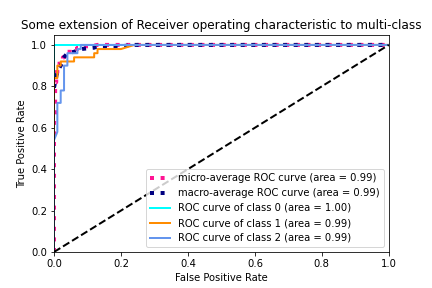 Some extension of Receiver operating characteristic to multi-class
1.0
0.8
0.6
0.4
0.2
0.0
True Positive Rate
micro-average ROC curve (area = 0.99)
macro-average ROC curve (area = 0.99)
ROC curve of class 0 (area = 1.00)
ROC curve of class 1 (area = 0.99)
ROC curve of class 2 (area = 0.99)
0.0 0.2 0.4 0.6 0.8 1.0
False Positive Rate